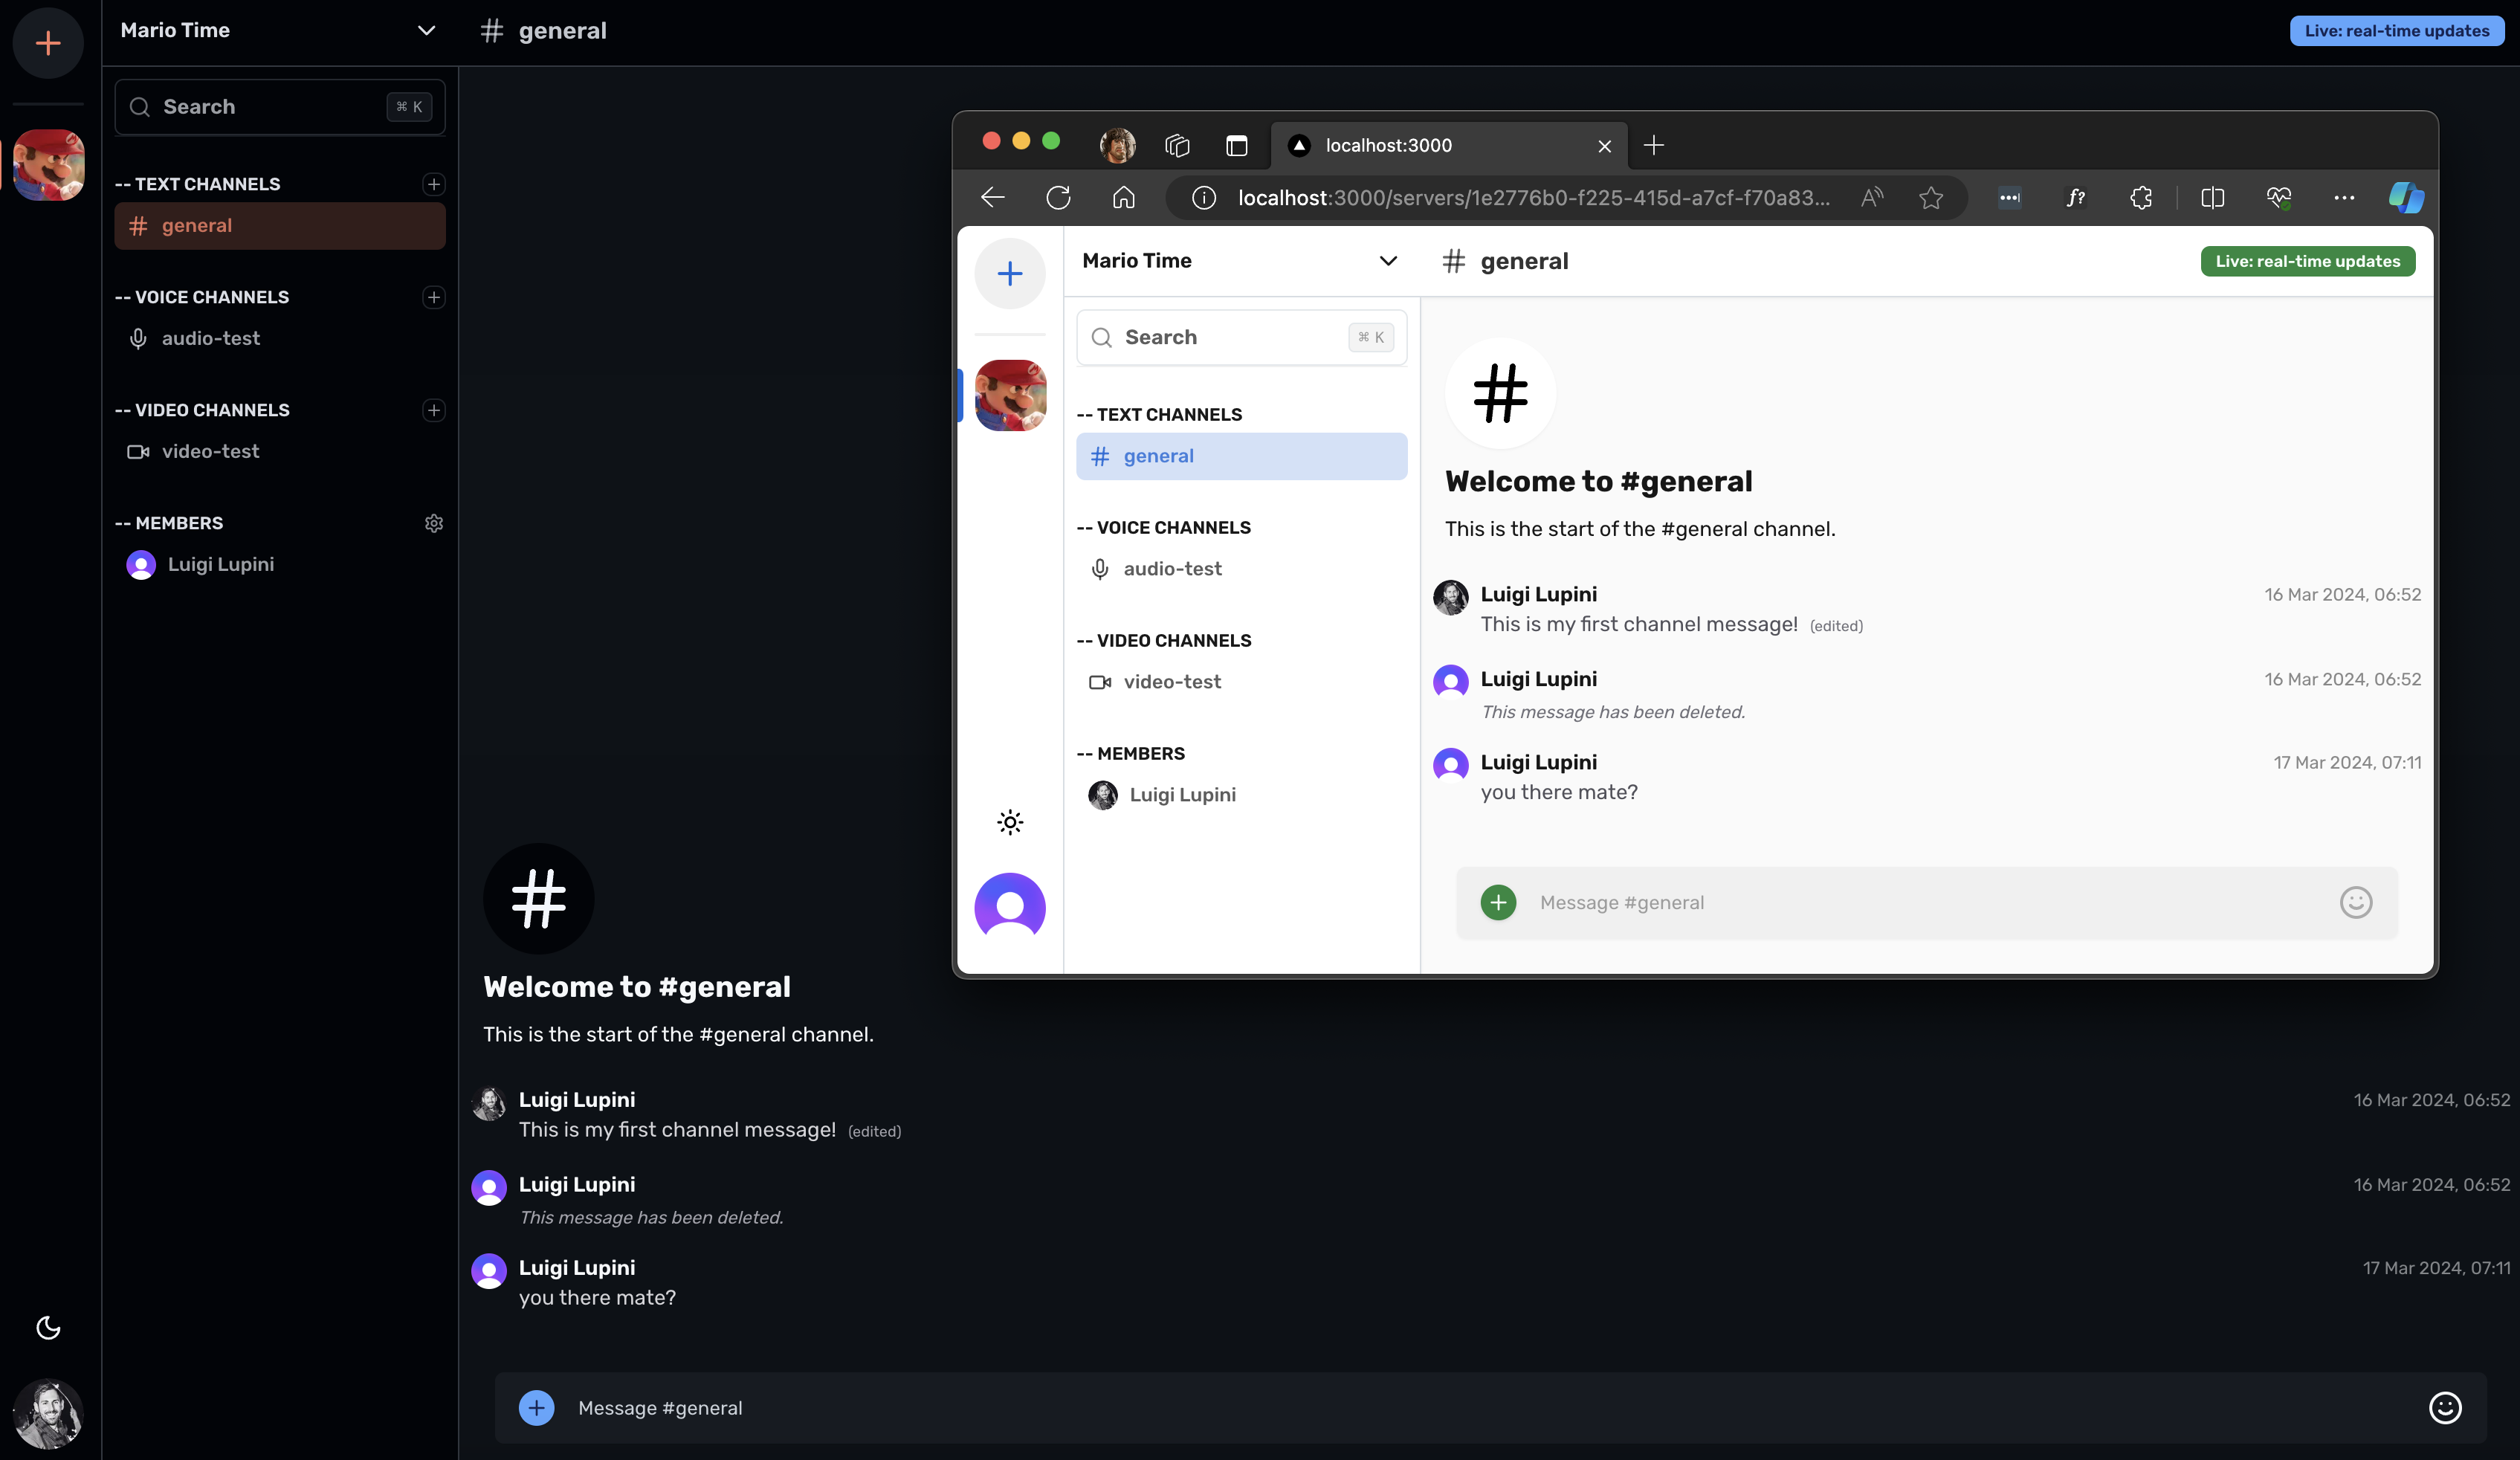 Mario Time
# general
Live: real-time updates
Search
⌘ K
-- TEXT CHANNELS
# general
-- VOICE CHANNELS
audio-test
-- VIDEO CHANNELS
video-test
-- MEMBERS
Luigi Lupini
#
Welcome to #general
This is the start of the #general channel.
Luigi Lupini
16 Mar 2024, 06:52
This is my first channel message! (edited)
Luigi Lupini
16 Mar 2024, 06:52
This message has been deleted.
Luigi Lupini
17 Mar 2024, 07:11
you there mate?
Message #general
localhost:3000
localhost:3000/servers/1e2776b0-f225-415d-a7cf-f70a83...
Mario Time
# general
Live: real-time updates
Search
⌘ K
-- TEXT CHANNELS
# general
-- VOICE CHANNELS
audio-test
-- VIDEO CHANNELS
video-test
-- MEMBERS
Luigi Lupini
#
Welcome to #general
This is the start of the #general channel.
Luigi Lupini
16 Mar 2024, 06:52
This is my first channel message! (edited)
Luigi Lupini
16 Mar 2024, 06:52
This message has been deleted.
Luigi Lupini
17 Mar 2024, 07:11
you there mate?
Message #general